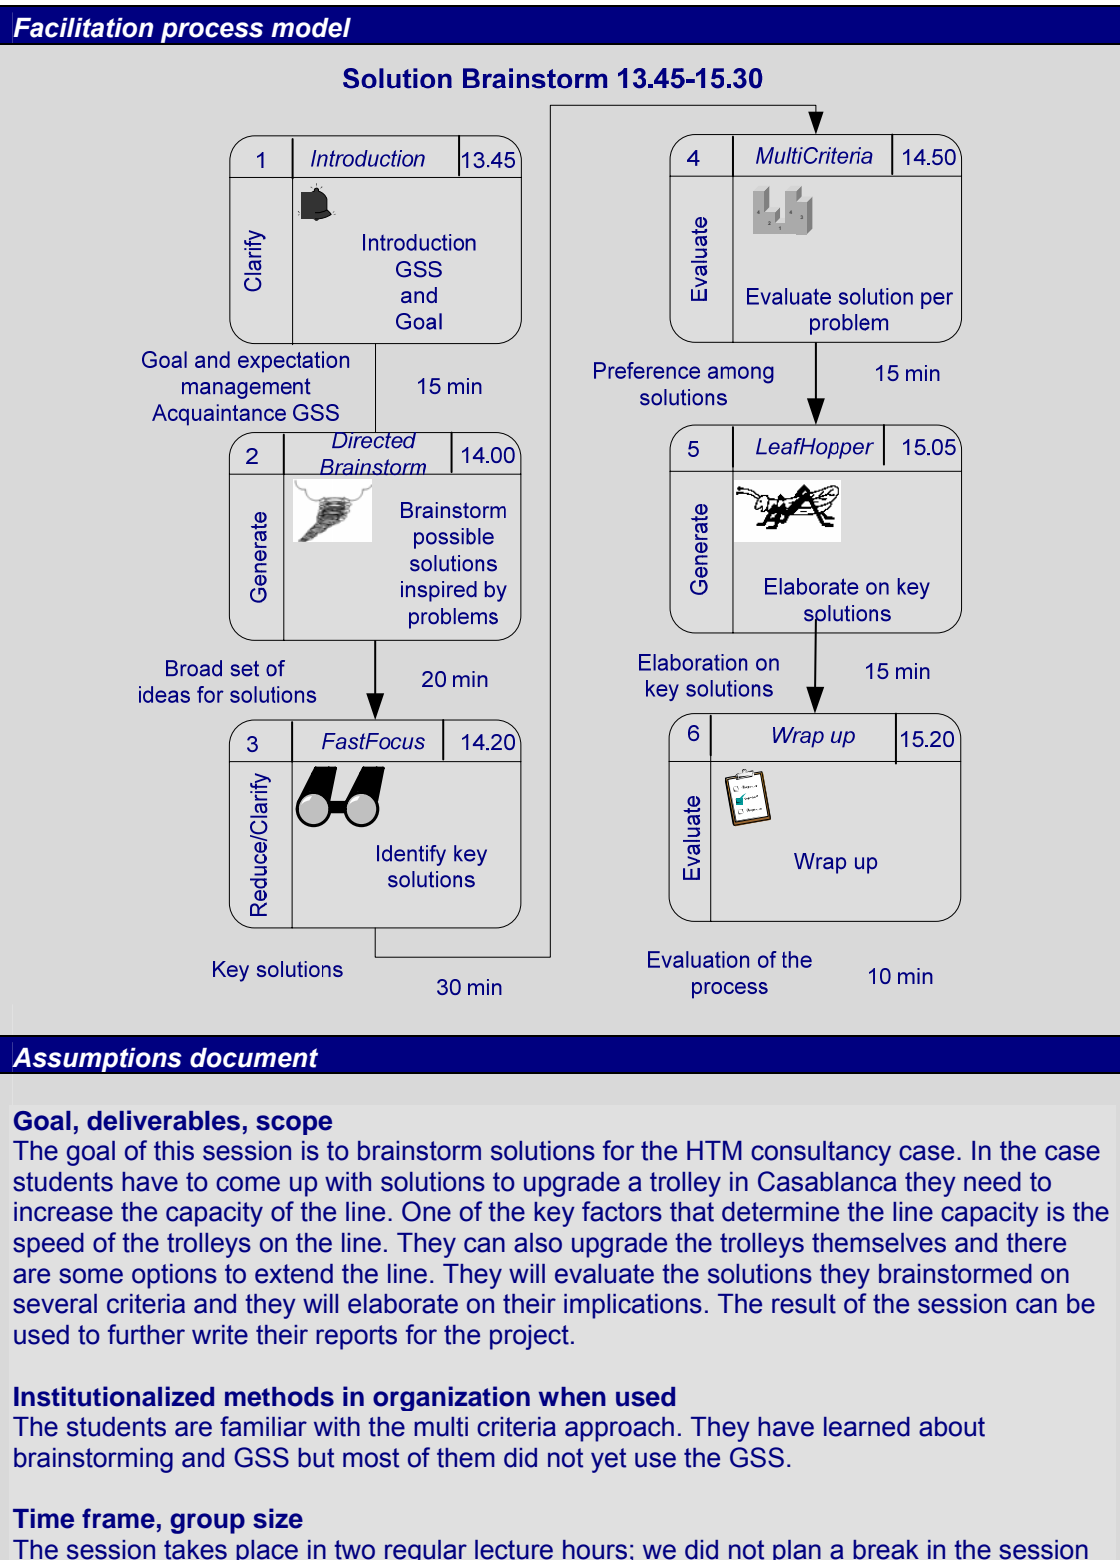 Facilitation process model
Solution Brainstorm 13.45-15.30
1
Introduction
13.45
Clarify
Introduction
GSS
and
Goal
Goal and expectation
management
Acquaintance GSS
15 min
2
Directed
Brainstorm
14.00
Generate
Brainstorm
possible
solutions
inspired by
problems
Broad set of
ideas for solutions
20 min
3
FastFocus
14.20
Reduce/Clarify
Identify key
solutions
Key solutions
30 min
4
MultiCriteria
14.50
Evaluate
Evaluate solution per
problem
Preference among
solutions
15 min
5
LeafHopper
15.05
Generate
Elaborate on key
solutions
Elaboration on
key solutions
15 min
6
Wrap up
15.20
Evaluate
Wrap up
Evaluation of the
process
10 min
Assumptions document
Goal, deliverables, scope
The goal of this session is to brainstorm solutions for the HTM consultancy case. In the case
students have to come up with solutions to upgrade a trolley in Casablanca they need to
increase the capacity of the line. One of the key factors that determine the line capacity is the
speed of the trolleys on the line. They can also upgrade the trolleys themselves and there
are some options to extend the line. They will evaluate the solutions they brainstormed on
several criteria and they will elaborate on their implications. The result of the session can be
used to further write their reports for the project.
Institutionalized methods in organization when used
The students are familiar with the multi criteria approach. They have learned about
brainstorming and GSS but most of them did not yet use the GSS.
Time frame, group size
The session takes place in two regular lecture hours; we did not plan a break in the session